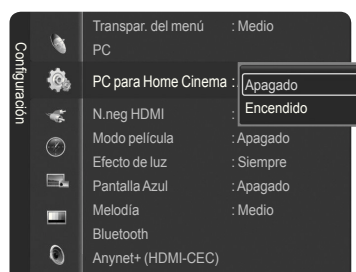 Configuración
Transpar. del menú : Medio
PC
PC para Home Cinema :
Apagado
Encendido
N.neg HDMI :
Modo película : Apagado
Efecto de luz : Siempre
Pantalla Azul : Apagado
Melodía : Medio
Bluetooth
Anynet+ (HDMI-CEC)